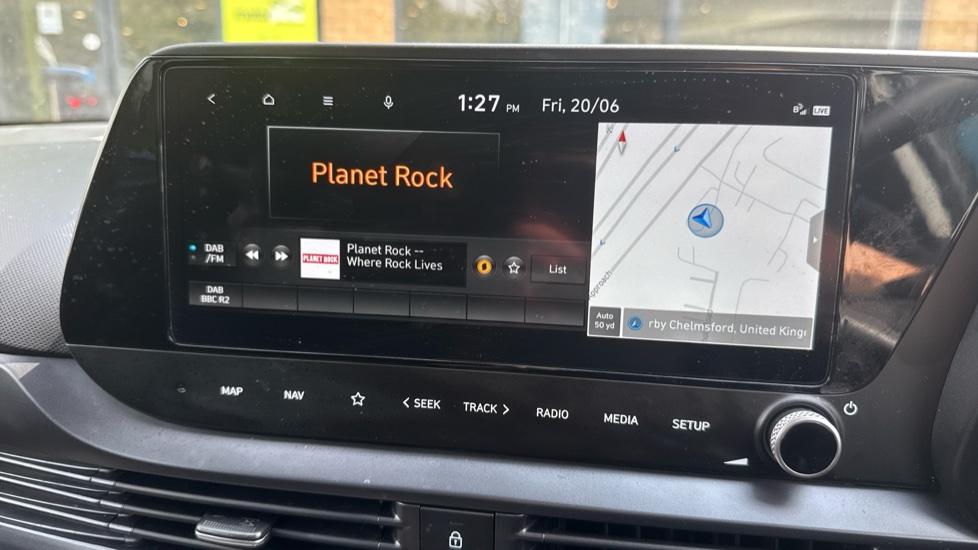 1:27 PM Fri, 20/06
LIVE
Planet Rock
DAB
/FM
PLANET ROCK
Planet Rock --
Where Rock Lives
List
DAB
BBC R2
pproach
Auto
50 yd
rby Chelmsford, United King
MAP
NAV
SEEK
TRACK
RADIO
MEDIA
SETUP